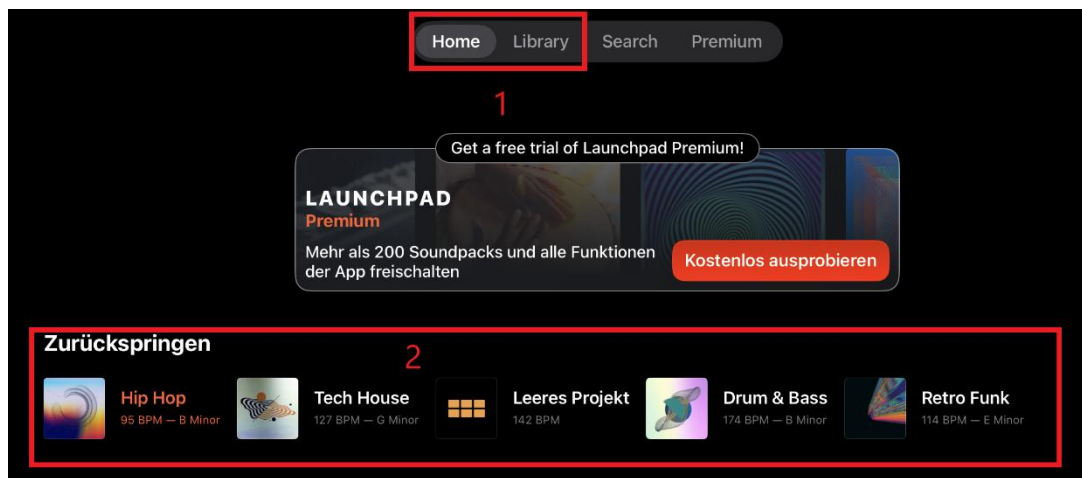 Home Library Search Premium
1
Get a free trial of Launchpad Premium!
LAUNCHPAD
Premium
Mehr als 200 Soundpacks und alle Funktionen
der App freischalten
Kostenlos ausprobieren
Zurückspringen
2
Hip Hop
95 BPM — B Minor
Tech House
127 BPM — G Minor
Leeres Projekt
142 BPM
Drum & Bass
174 BPM — B Minor
Retro Funk
114 BPM — E Minor